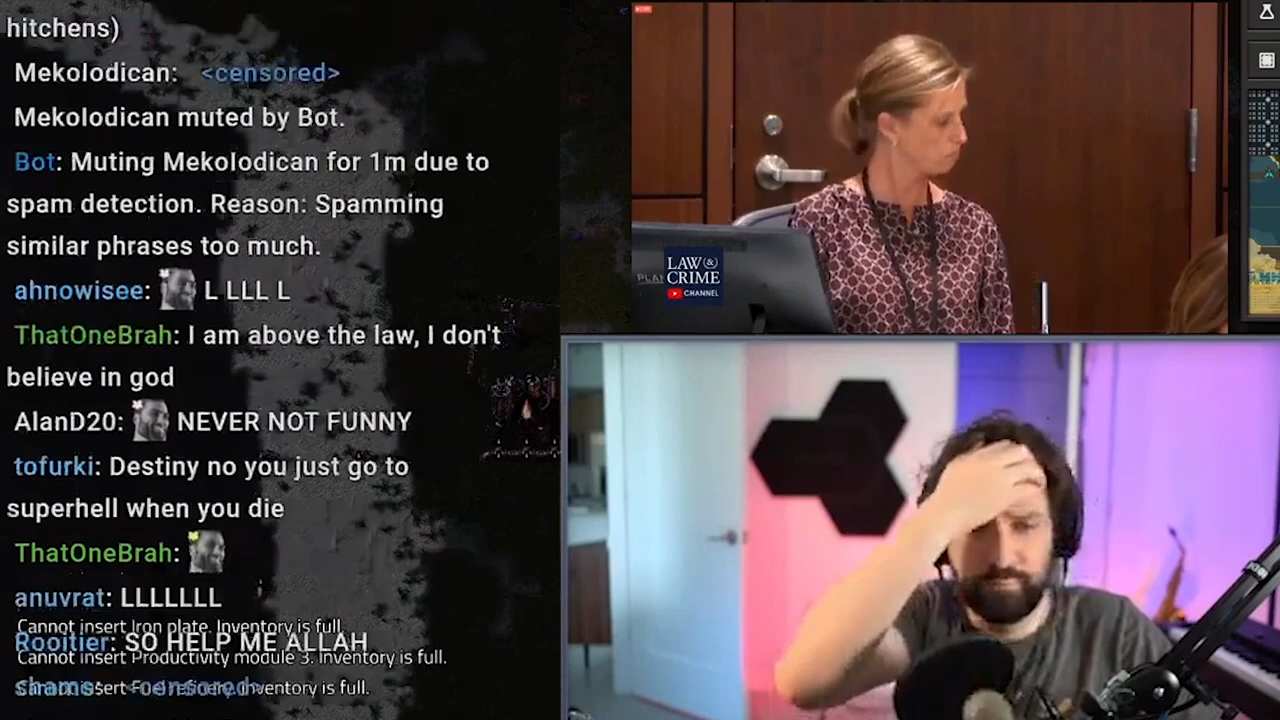 hitchens)
Mekolodican: <censored>
Mekolodican muted by Bot.
Bot: Muting Mekolodican for 1m due to
spam detection. Reason: Spamming
similar phrases too much.
ahnowisee: L LLL L
ThatOneBrah: I am above the law, I don't
believe in god
AlanD20: NEVER NOT FUNNY
tofurki: Destiny no you just go to
superhell when you die
ThatOneBrah:
anuvrat: LLLLLLL
Cannot insert Iron plate. Inventory is full.
Rooitier: SO HELP ME ALLAH
Cannot insert Productivity module 3. Inventory is full.
Inventory is full.
LAW &
CRIME
CHANNEL